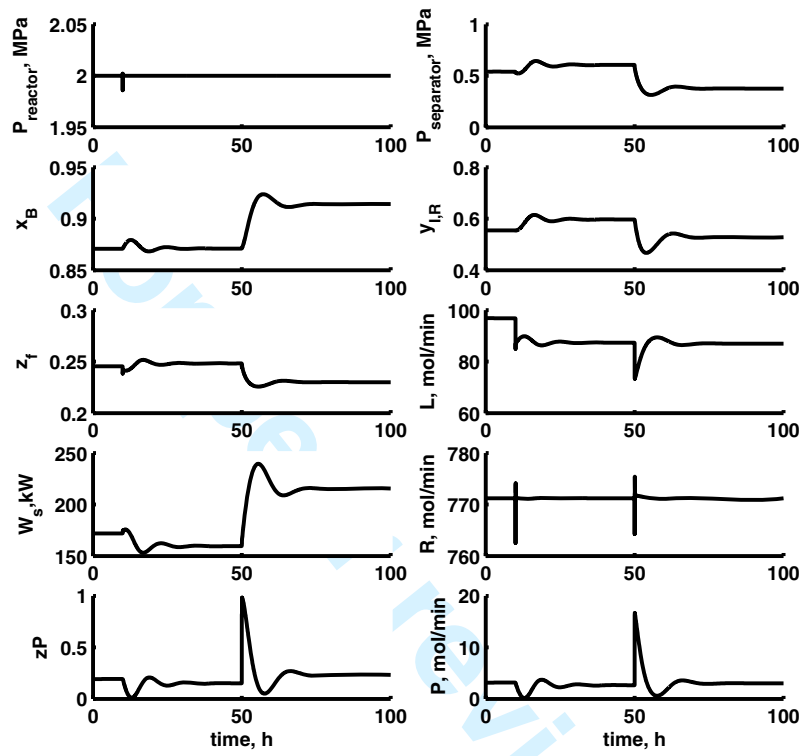 2.05
2
1.95
0 50 100
P_reactor, MPa
1
0.5
0
0 50 100
P_separator, MPa
0.95
0.9
0.85
0 50 100
x_B
0.8
0.6
0.4
0 50 100
y_I,R
0.3
0.25
0.2
0 50 100
z_f
100
80
60
0 50 100
L, mol/min
250
200
150
0 50 100
W_s,kW
780
770
760
0 50 100
R, mol/min
1
0.5
0
0 50 100
zP
time, h
20
10
0
0 50 100
P, mol/min
time, h